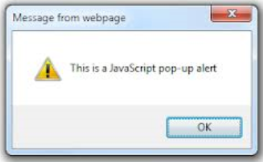 Message from webpage
This is a JavaScript pop-up alert
OK